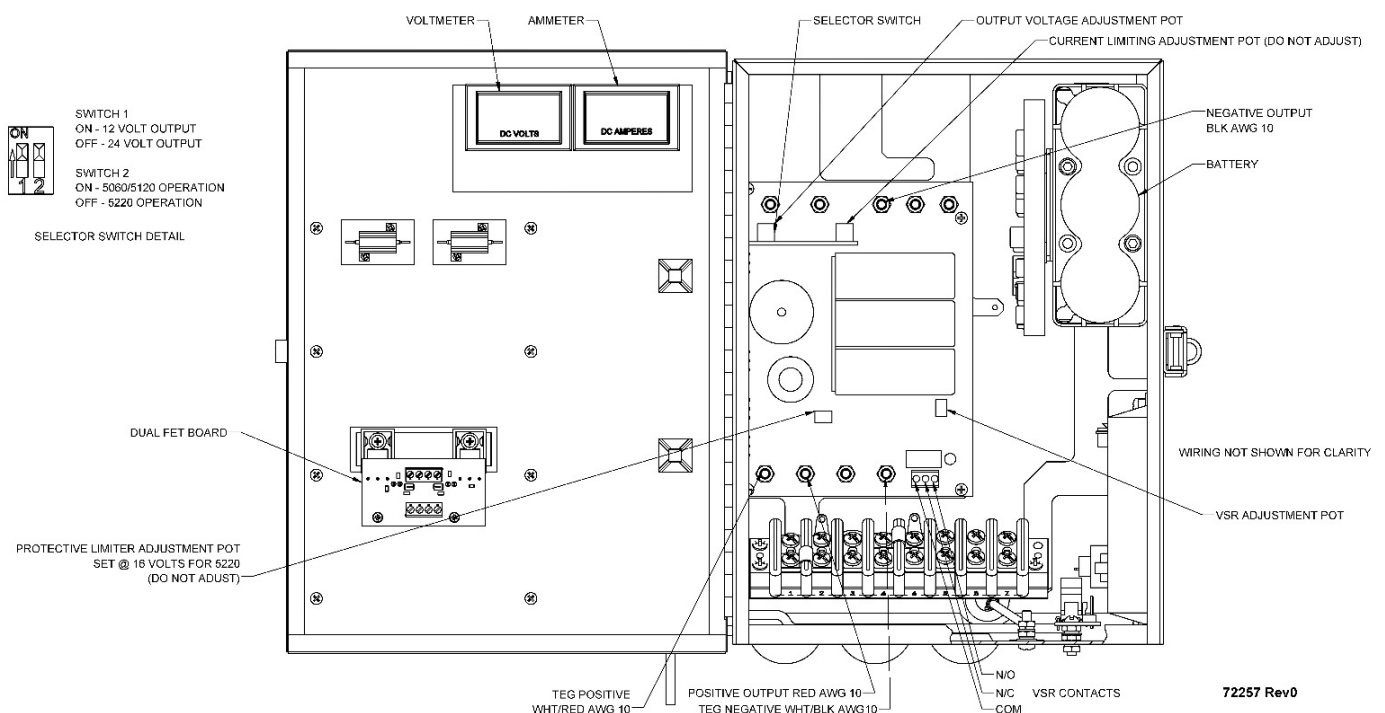 VOLTMETER
AMMETER
SELECTOR SWITCH
OUTPUT VOLTAGE ADJUSTMENT POT
CURRENT LIMITING ADJUSTMENT POT (DO NOT ADJUST)
SWITCH 1
ON - 12 VOLT OUTPUT
OFF - 24 VOLT OUTPUT
SWITCH 2
ON - 5060/5120 OPERATION
OFF - 5220 OPERATION
ON
1 2
SELECTOR SWITCH DETAIL
DC VOLTS
DC AMPERES
NEGATIVE OUTPUT
BLK AWG 10
BATTERY
DUAL FET BOARD
WIRING NOT SHOWN FOR CLARITY
VSR ADJUSTMENT POT
PROTECTIVE LIMITER ADJUSTMENT POT
SET @ 16 VOLTS FOR 5220
(DO NOT ADUST)
1 2 3
TEG POSITIVE
WHT/RED AWG 10
POSITIVE OUTPUT RED AWG 10
TEG NEGATIVE WHT/BLK AWG10
N/O
N/C
COM
VSR CONTACTS
72257 Rev0